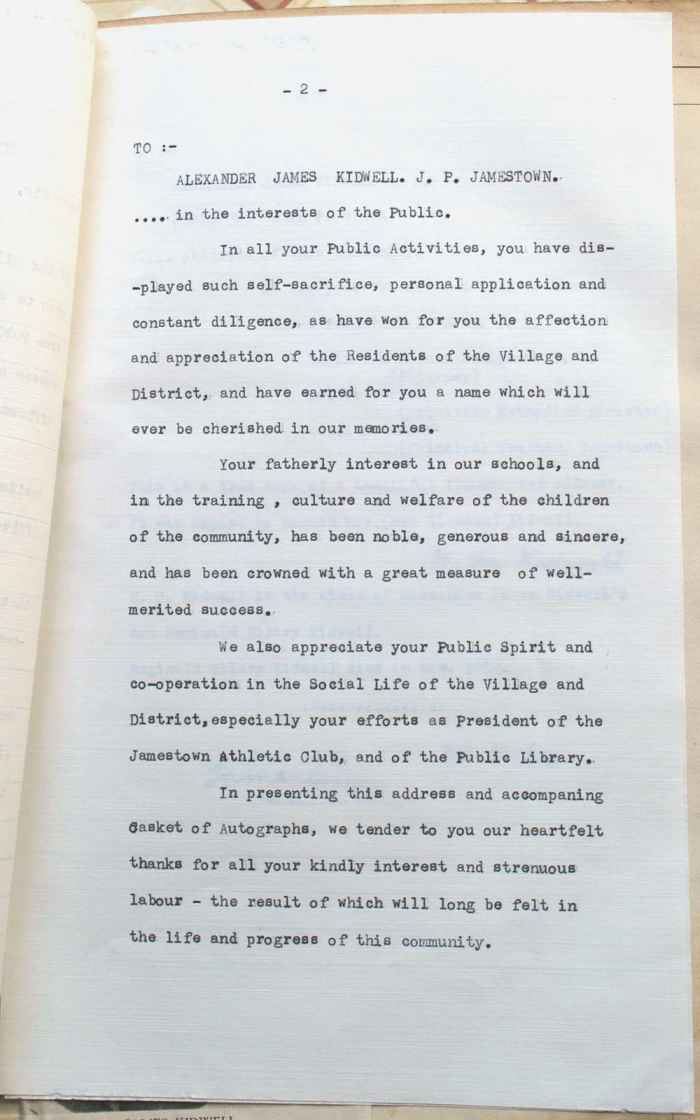 - 2 -
TO :-
ALEXANDER JAMES KIDWELL. J. P. JAMESTOWN.
.... in the interests of the Public.
In all your Public Activities, you have dis-
-played such self-sacrifice, personal application and
constant diligence, as have won for you the affection
and appreciation of the Residents of the Village and
District, and have earned for you a name which will
ever be cherished in our memories.
Your fatherly interest in our schools, and
in the training , culture and welfare of the children
of the community, has been noble, generous and sincere,
and has been crowned with a great measure of well-
merited success.
We also appreciate your Public Spirit and
co-operation in the Social Life of the Village and
District,especially your efforts as President of the
Jamestown Athletic Club, and of the Public Library.
In presenting this address and accompaning
Casket of Autographs, we tender to you our heartfelt
thanks for all your kindly interest and strenuous
labour - the result of which will long be felt in
the life and progress of this community.
JAMES KIDWELL